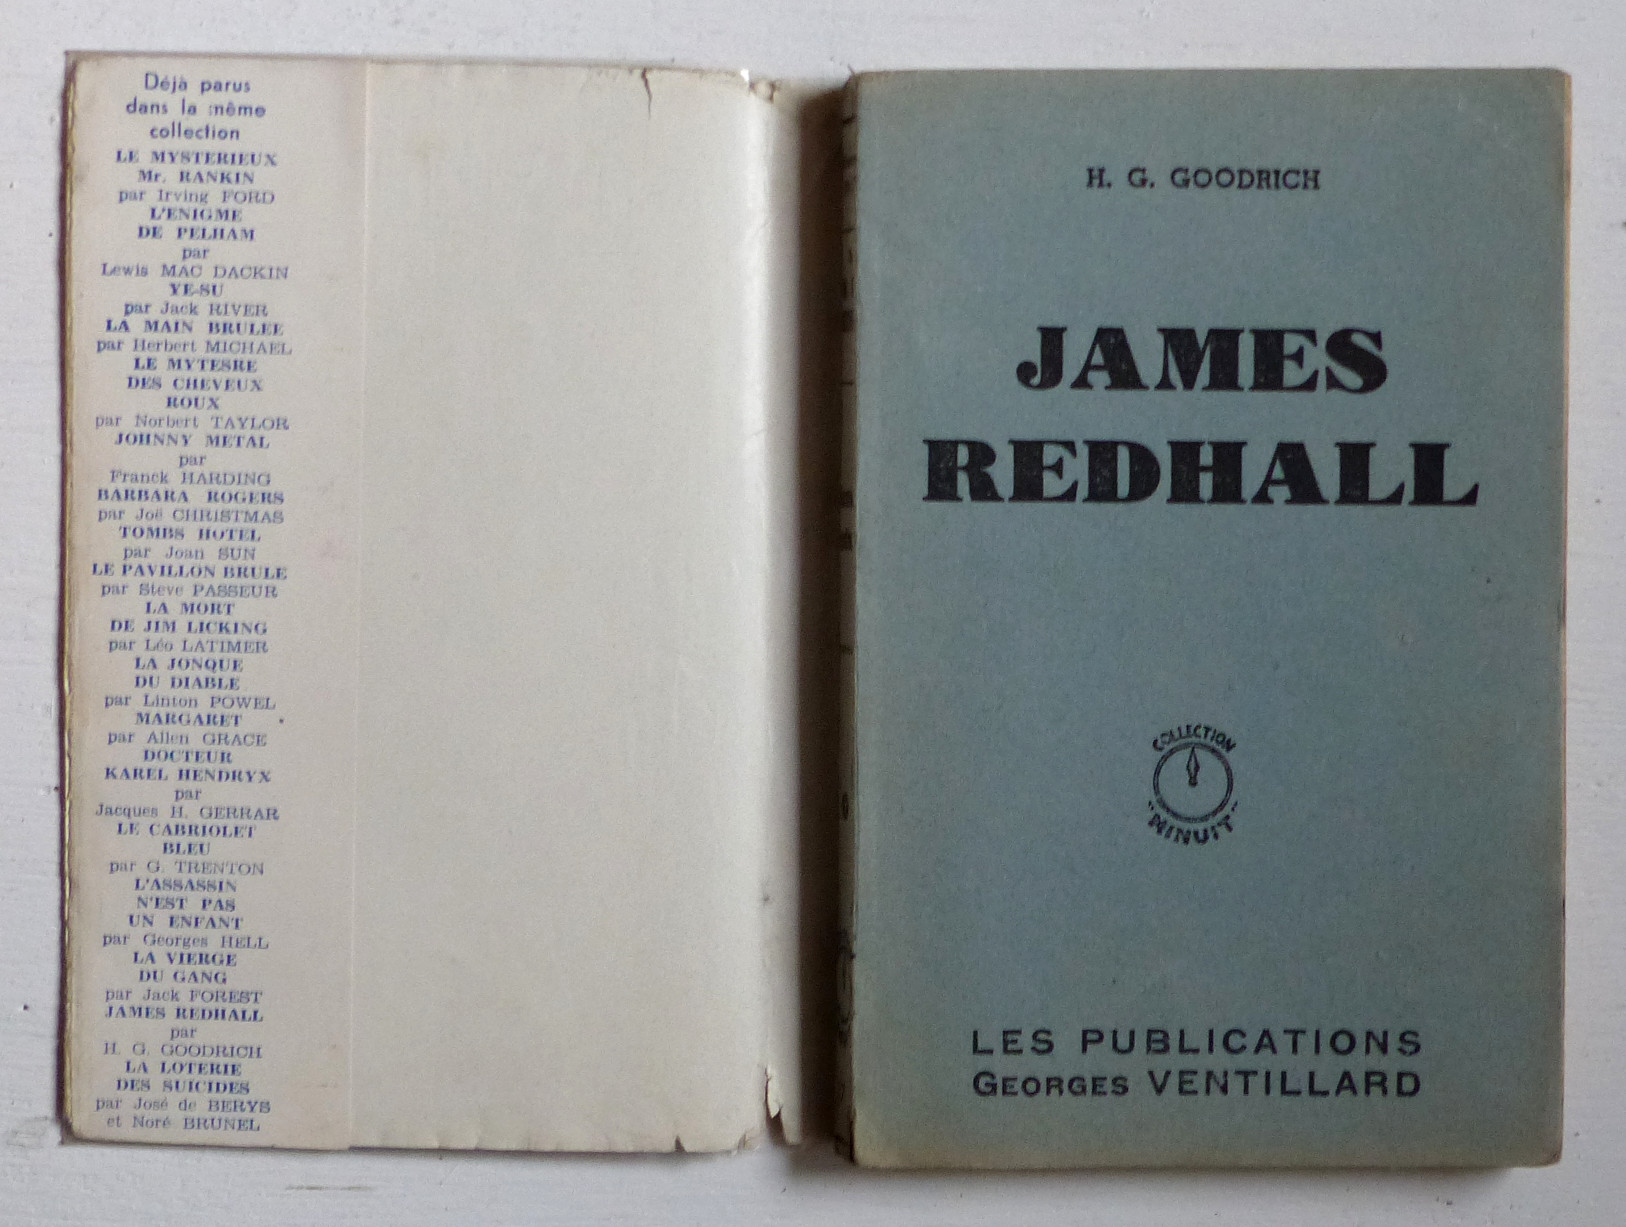 Déjà parus
dans la même
collection
LE MYSTERIEUX
Mr. RANKIN
par Irving FORD
L'ENIGME
DE PELHAM
par
Lewis MAC DACKIN
YE-SU
par Jack RIVER
LA MAIN BRULEE
par Herbert MICHAEL
LE MYTESRE
DES CHEVEUX
ROUX
par Norbert TAYLOR
JOHNNY METAL
par
Franck HARDING
BARBARA ROGERS
par Joë CHRISTMAS
TOMBS HOTEL
par Joan SUN
LE PAVILLON BRULE
par Steve PASSEUR
LA MORT
DE JIM LICKING
par Léo LATIMER
LA JONQUE
DU DIABLE
par Linton POWEL
MARGARET
par Allen GRACE
DOCTEUR
KAREL HENDRYX
par
Jacques H. GERRAR
LE CABRIOLET
BLEU
par G. TRENTON
L'ASSASSIN
N'EST PAS
UN ENFANT
par Georges HELL
LA VIERGE
DU GANG
par Jack FOREST
JAMES REDHALL
par
H. G. GOODRICH
LA LOTERIE
DES SUICIDES
par José de BERYS
et Noré BRUNEL
H. G. GOODRICH
JAMES
REDHALL
COLLECTION
"MINUIT"
LES PUBLICATIONS
GEORGES VENTILLARD